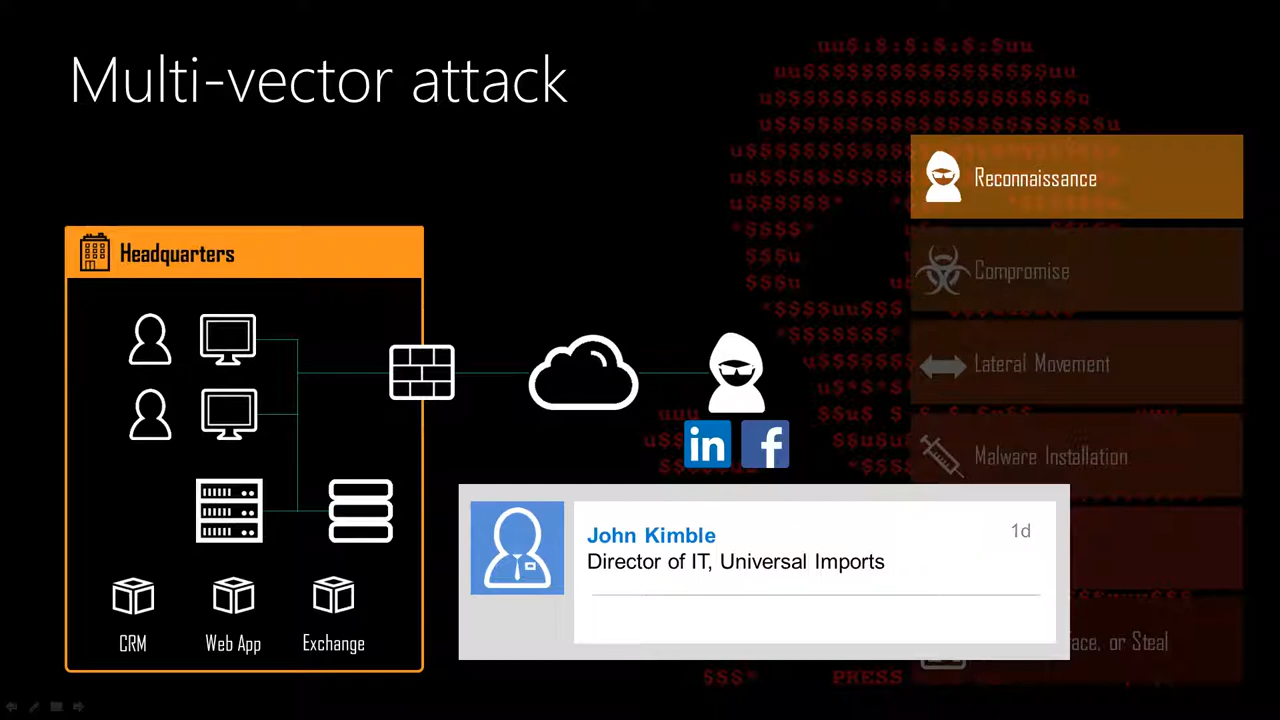 Multi-vector attack
Reconnaissance
Headquarters
Compromise
Lateral Movement
Malware Installation
in f
John Kimble
1d
Director of IT, Universal Imports
CRM
Web App
Exchange
or Steal
PRESS